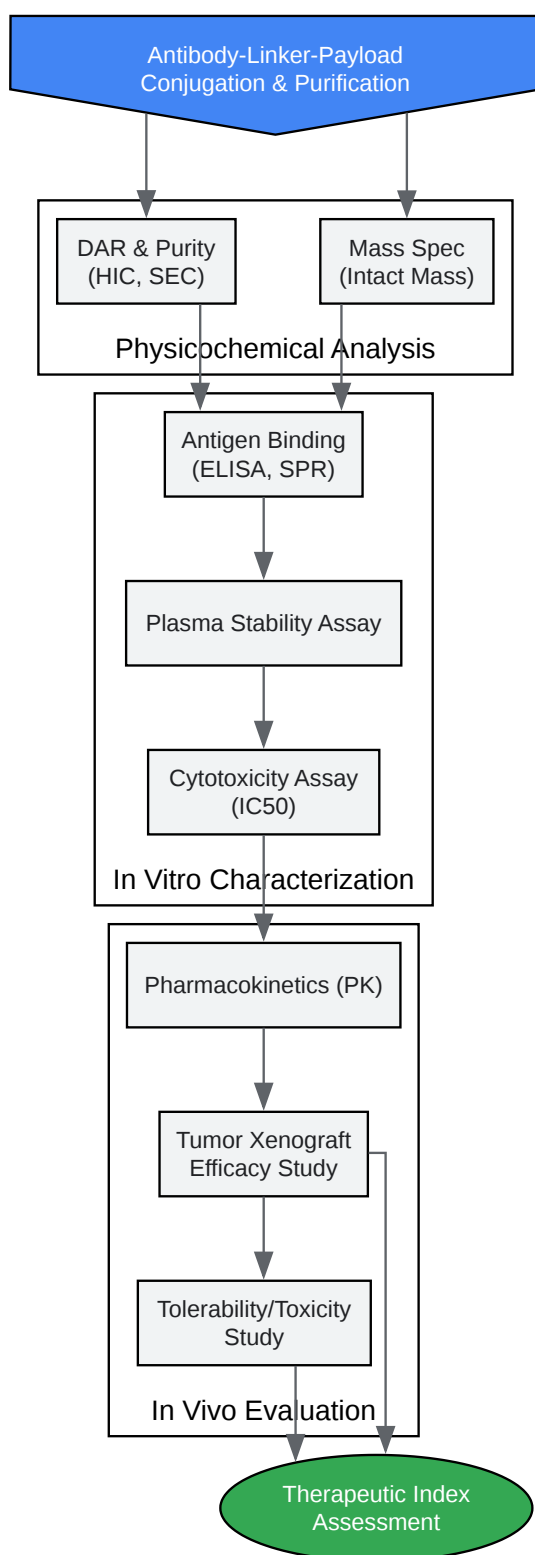 Antibody-Linker-Payload
Conjugation & Purification
DAR & Purity
(HIC, SEC)
Mass Spec
(Intact Mass)
Physicochemical Analysis
Antigen Binding
(ELISA, SPR)
Plasma Stability Assay
Cytotoxicity Assay
(IC50)
In Vitro Characterization
Pharmacokinetics (PK)
Tumor Xenograft
Efficacy Study
Tolerability/Toxicity
Study
In Vivo Evaluation
Therapeutic Index
Assessment